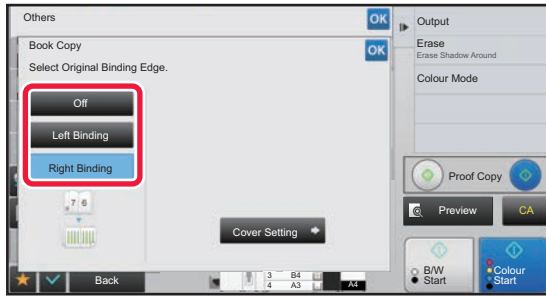 Others
OK
Book Copy
OK
Select Original Binding Edge.
Off
Left Binding
Right Binding
7 6
Cover Setting
Back
3 B4
4 A3
A4
Output
Erase
Erase Shadow Around
Colour Mode
Proof Copy
Preview
CA
B/W
Start
Colour
Start